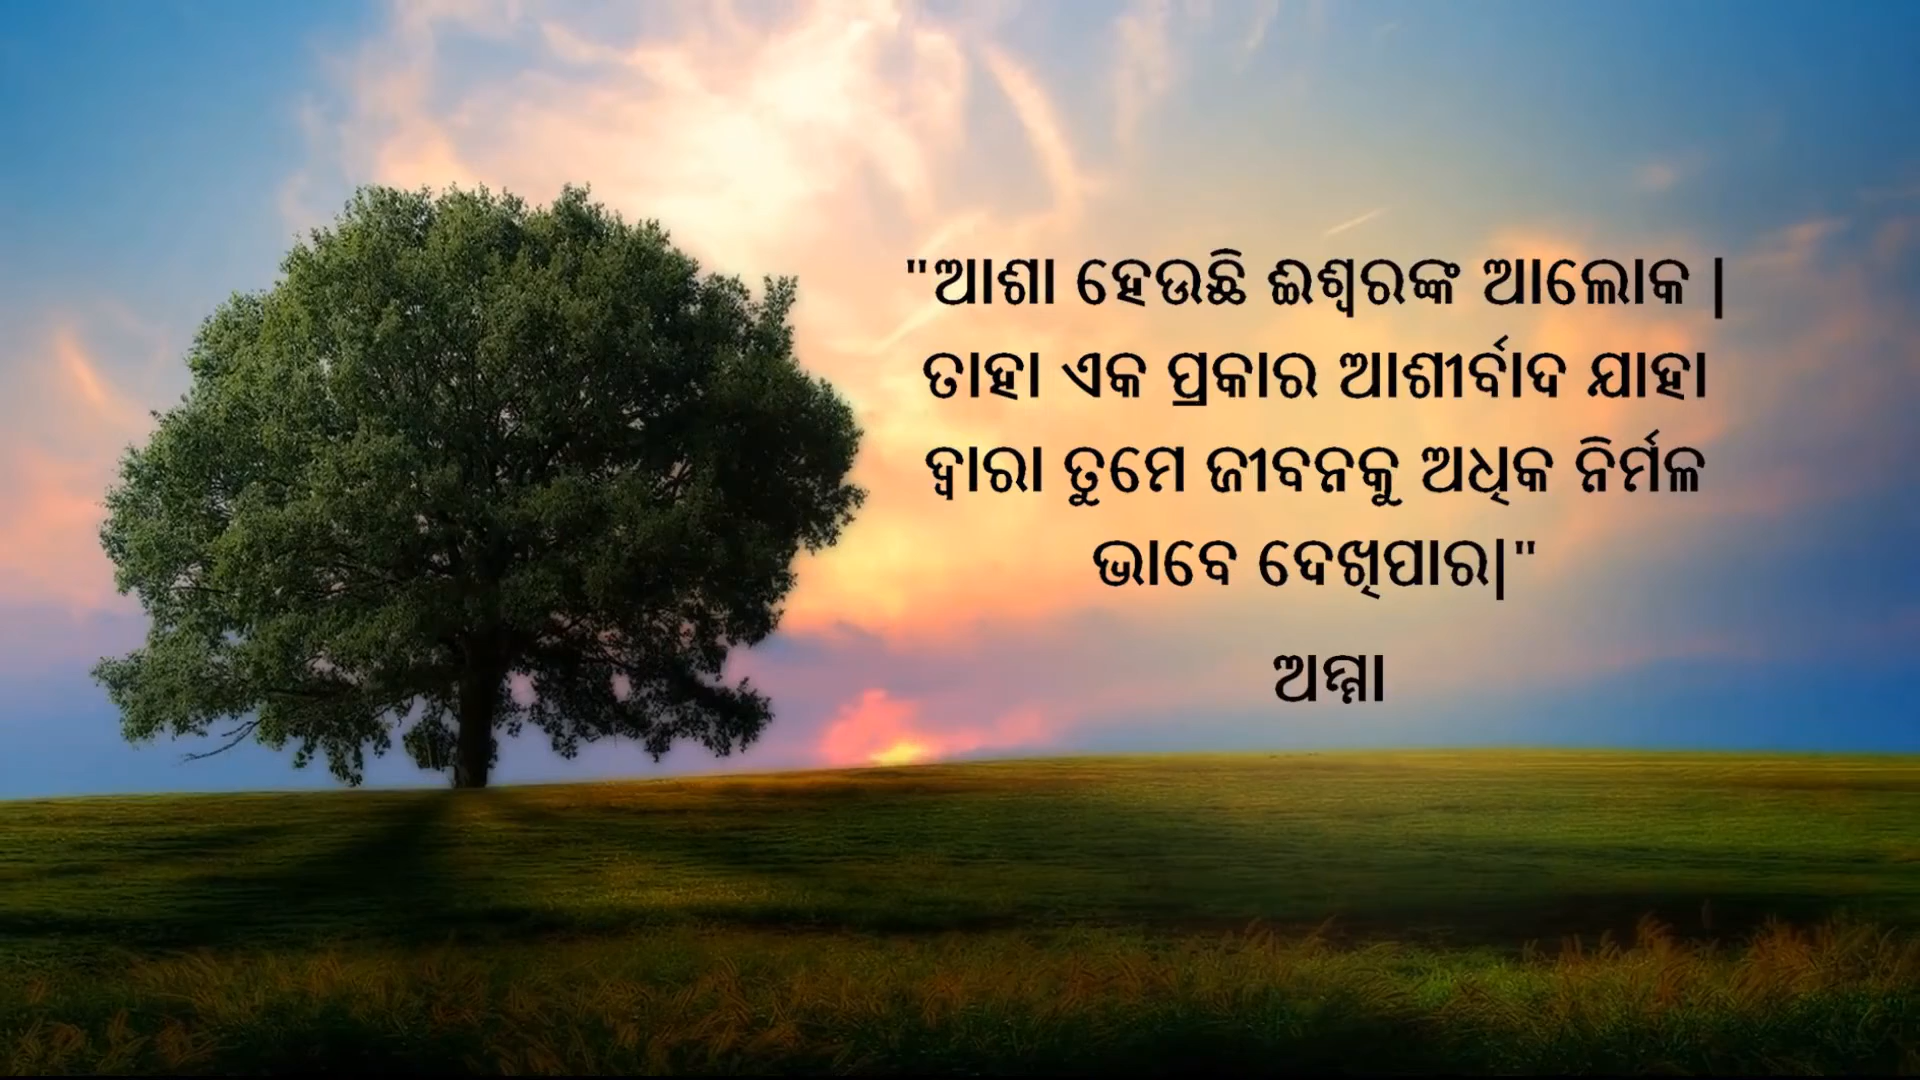 "ଆଶା ହେଉଛି ଈଶ୍ୱରଙ୍କ ଆଲୋକ |
ତାହା ଏକ ପ୍ରକାର ଆଶୀର୍ବାଦ ଯାହା
ଦ୍ୱାରା ତୁମେ ଜୀବନକୁ ଅଧିକ ନିର୍ମଳ
ଭାବେ ଦେଖିପାର|"
ଅମ୍ମା